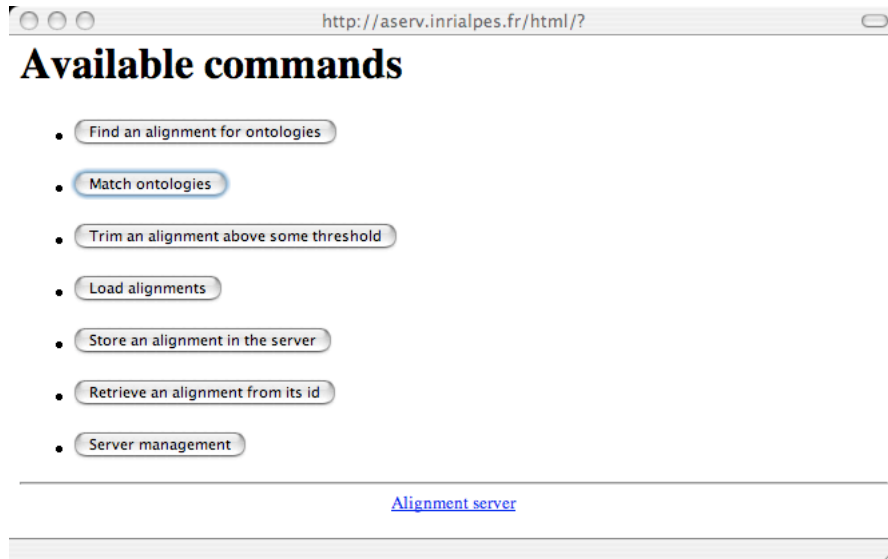 http://aserv.inrialpes.fr/html/?
Available commands
Find an alignment for ontologies
Match ontologies
Trim an alignment above some threshold
Load alignments
Store an alignment in the server
Retrieve an alignment from its id
Server management
Alignment server